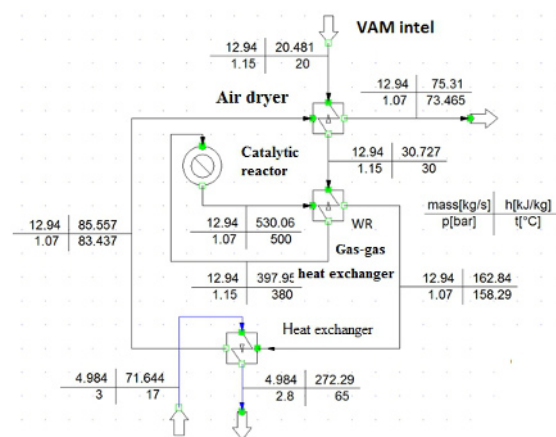 VAM intel
12.94 20.481
1.15 20
12.94 75.31
1.07 73.465
Air dryer
Catalytic
reactor
12.94 30.727
1.15 30
mass[kg/s] h[kJ/kg]
p[bar] t[°C]
12.94 85.557
1.07 83.437
12.94 530.06
1.07 500
WR
Gas-gas
heat exchanger
12.94 397.95
1.15 380
12.94 162.84
1.07 158.29
Heat exchanger
4.984 71.644
3 17
4.984 272.29
2.8 65